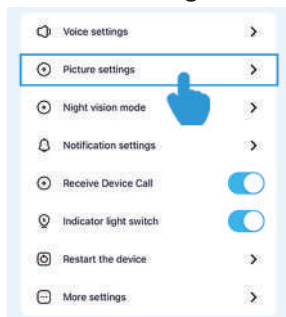 Voice settings
Picture settings
Night vision mode
Notification settings
Receive Device Call
Indicator light switch
Restart the device
More settings